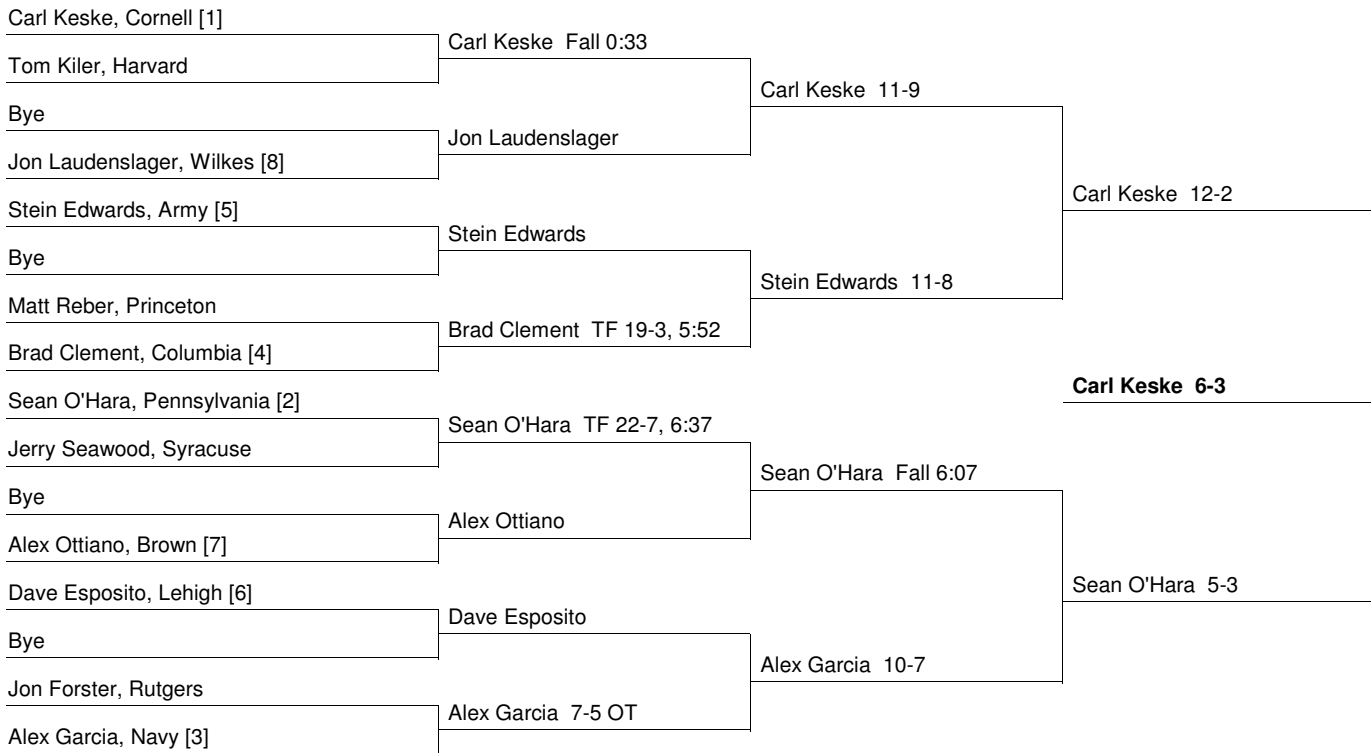 Carl Keske, Cornell [1]
Tom Kiler, Harvard
Bye
Jon Laudenslager, Wilkes [8]
Stein Edwards, Army [5]
Bye
Matt Reber, Princeton
Brad Clement, Columbia [4]
Sean O'Hara, Pennsylvania [2]
Jerry Seawood, Syracuse
Bye
Alex Ottiano, Brown [7]
Dave Esposito, Lehigh [6]
Bye
Jon Forster, Rutgers
Alex Garcia, Navy [3]
Carl Keske Fall 0:33
Jon Laudenslager
Stein Edwards
Brad Clement TF 19-3, 5:52
Sean O'Hara TF 22-7, 6:37
Alex Ottiano
Dave Esposito
Alex Garcia 7-5 OT
Carl Keske 11-9
Stein Edwards 11-8
Sean O'Hara Fall 6:07
Alex Garcia 10-7
Carl Keske 12-2
Carl Keske 6-3
Sean O'Hara 5-3